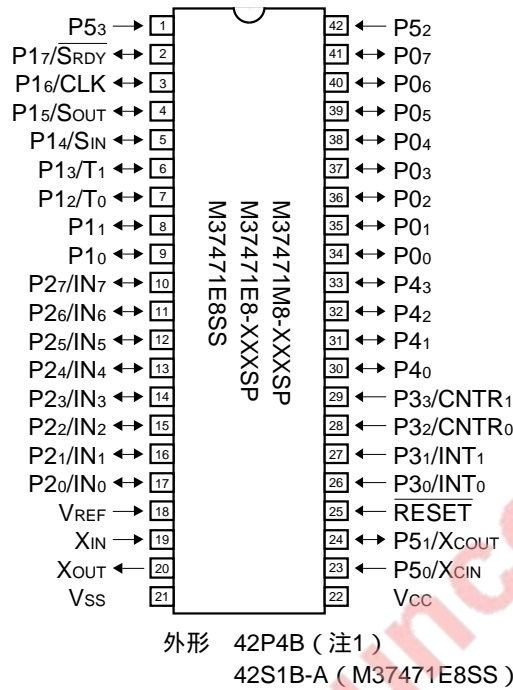 P53 1 42 P52
P17/SRDY 2 41 P07
P16/CLK 3 40 P06
P15/SOUT 4 39 P05
P14/SIN 5 38 P04
P13/T1 6 37 P03
P12/T0 7 36 P02
P11 8 35 P01
P10 9 34 P00
P27/IN7 10 33 P43
P26/IN6 11 32 P42
P25/IN5 12 31 P41
P24/IN4 13 30 P40
P23/IN3 14 29 P33/CNTR1
P22/IN2 15 28 P32/CNTR0
P21/IN1 16 27 P31/INT1
P20/IN0 17 26 P30/INT0
VREF 18 25 RESET
XIN 19 24 P51/XCOUT
XOUT 20 23 P50/XCIN
VSS 21 22 VCC
M37471M8-XXXSP
M37471E8-XXXSP
M37471E8SS
外形 42P4B（注1）
42S1B-A（M37471E8SS）